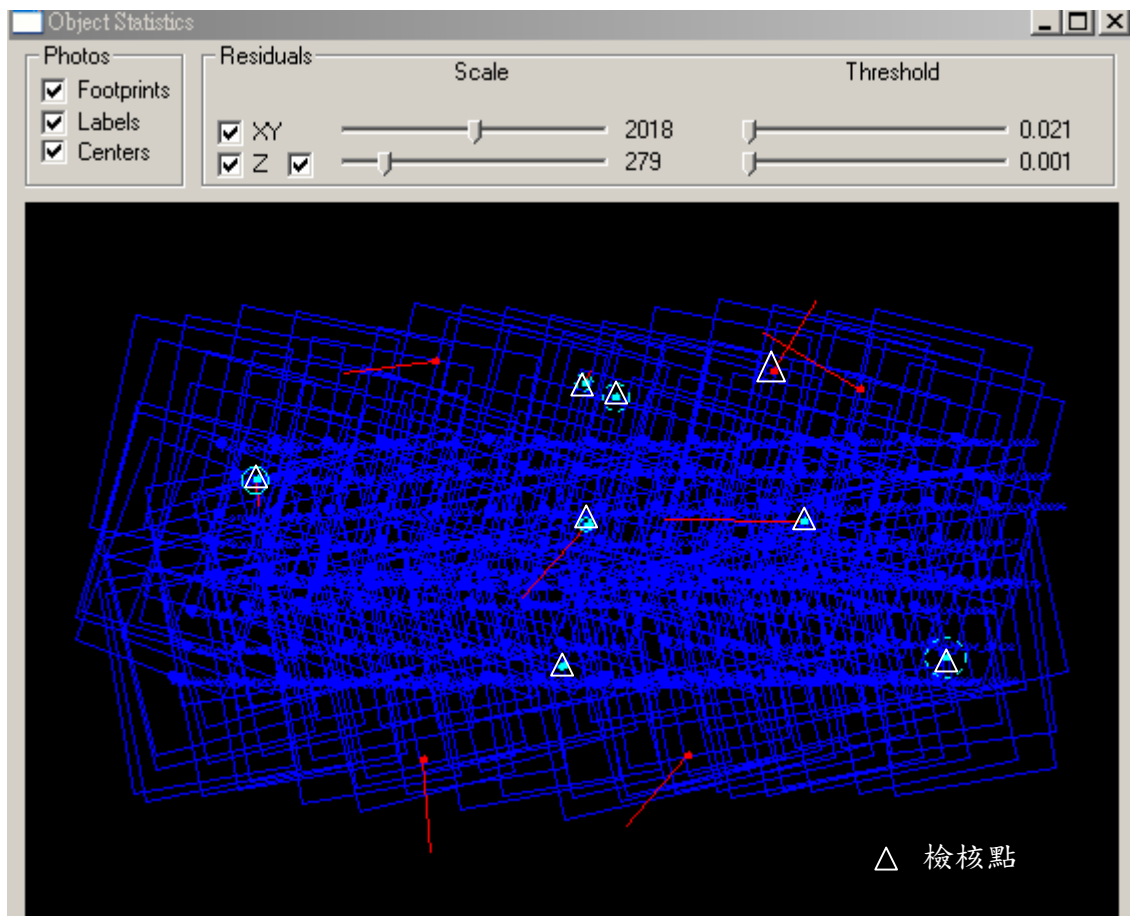 Object Statistics
Photos
Footprints
Labels
Centers
Residuals
Scale
Threshold
XY
2018
0.021
Z
279
0.001
檢核點